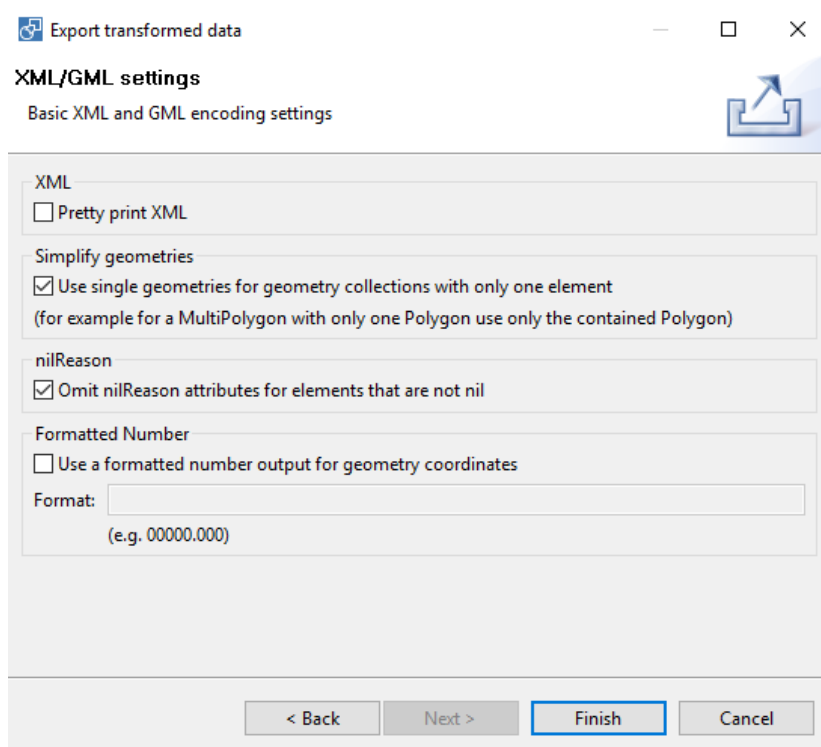 Export transformed data
XML/GML settings
Basic XML and GML encoding settings
XML
Pretty print XML
Simplify geometries
Use single geometries for geometry collections with only one element
(for example for a MultiPolygon with only one Polygon use only the contained Polygon)
nilReason
Omit nilReason attributes for elements that are not nil
Formatted Number
Use a formatted number output for geometry coordinates
Format:
(e.g. 00000.000)
< Back Next > Finish Cancel